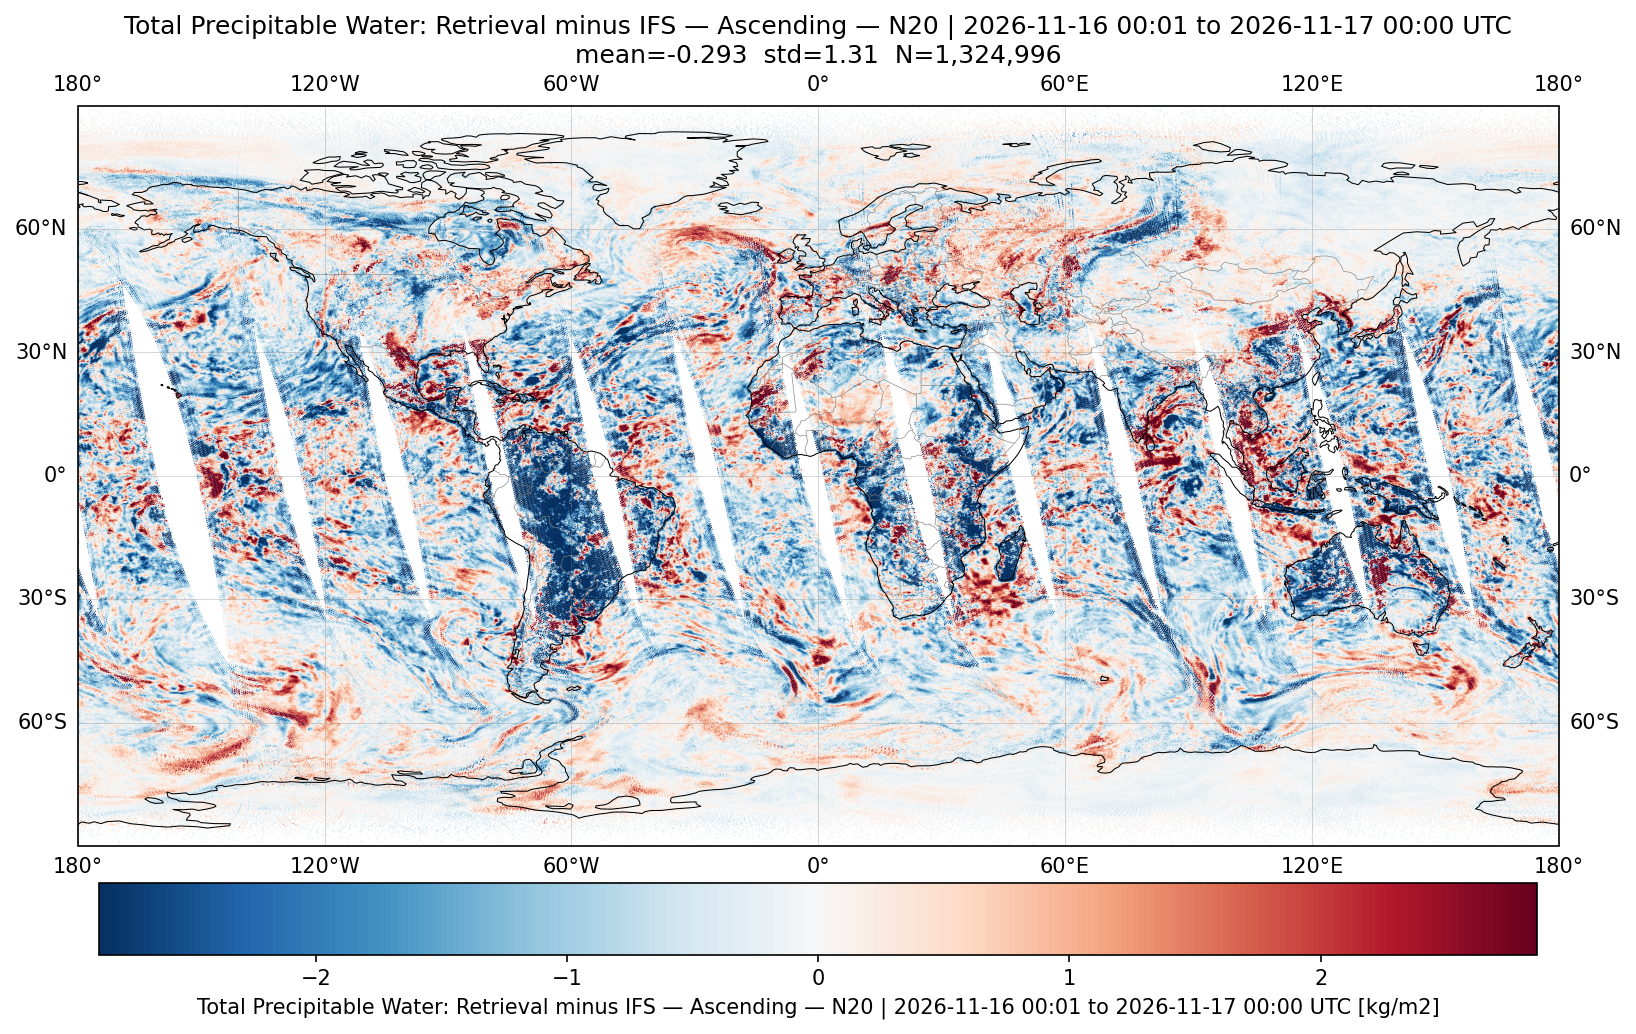 Total Precipitable Water: Retrieval minus IFS — Ascending — N20 | 2026-11-16 00:01 to 2026-11-17 00:00 UTC
mean=-0.293  std=1.31  N=1,324,996
180° 120°W 60°W 0° 60°E 120°E 180°
60°N 60°N
30°N 30°N
0° 0°
30°S 30°S
60°S 60°S
180° 120°W 60°W 0° 60°E 120°E 180°
−2 −1 0 1 2
Total Precipitable Water: Retrieval minus IFS — Ascending — N20 | 2026-11-16 00:01 to 2026-11-17 00:00 UTC [kg/m2]